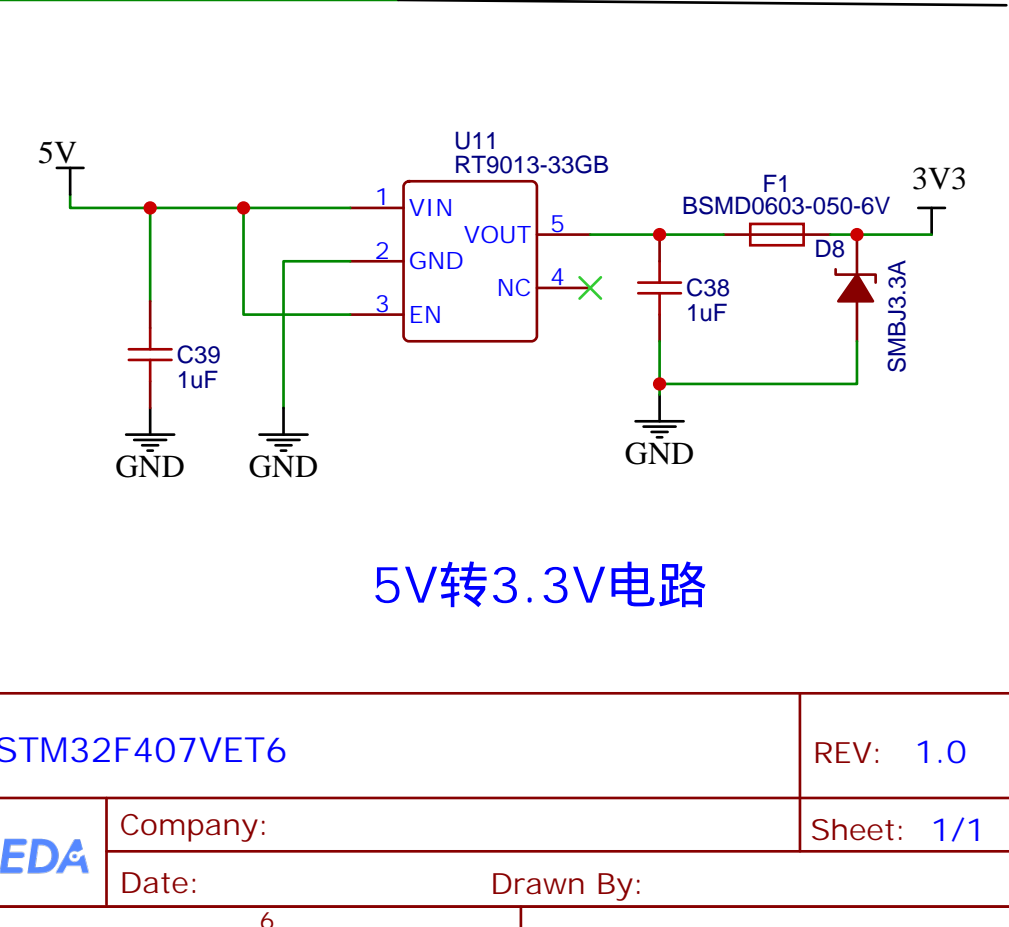 5V
U11
RT9013-33GB
1
VIN
2
GND
3
EN
VOUT
5
NC
4
C39
1uF
GND
GND
C38
1uF
GND
F1
BSMD0603-050-6V
3V3
D8
SMBJ3.3A
5V转3.3V电路
STM32F407VET6
REV: 1.0
EDA
Company:
Sheet: 1/1
Date:
Drawn By:
6